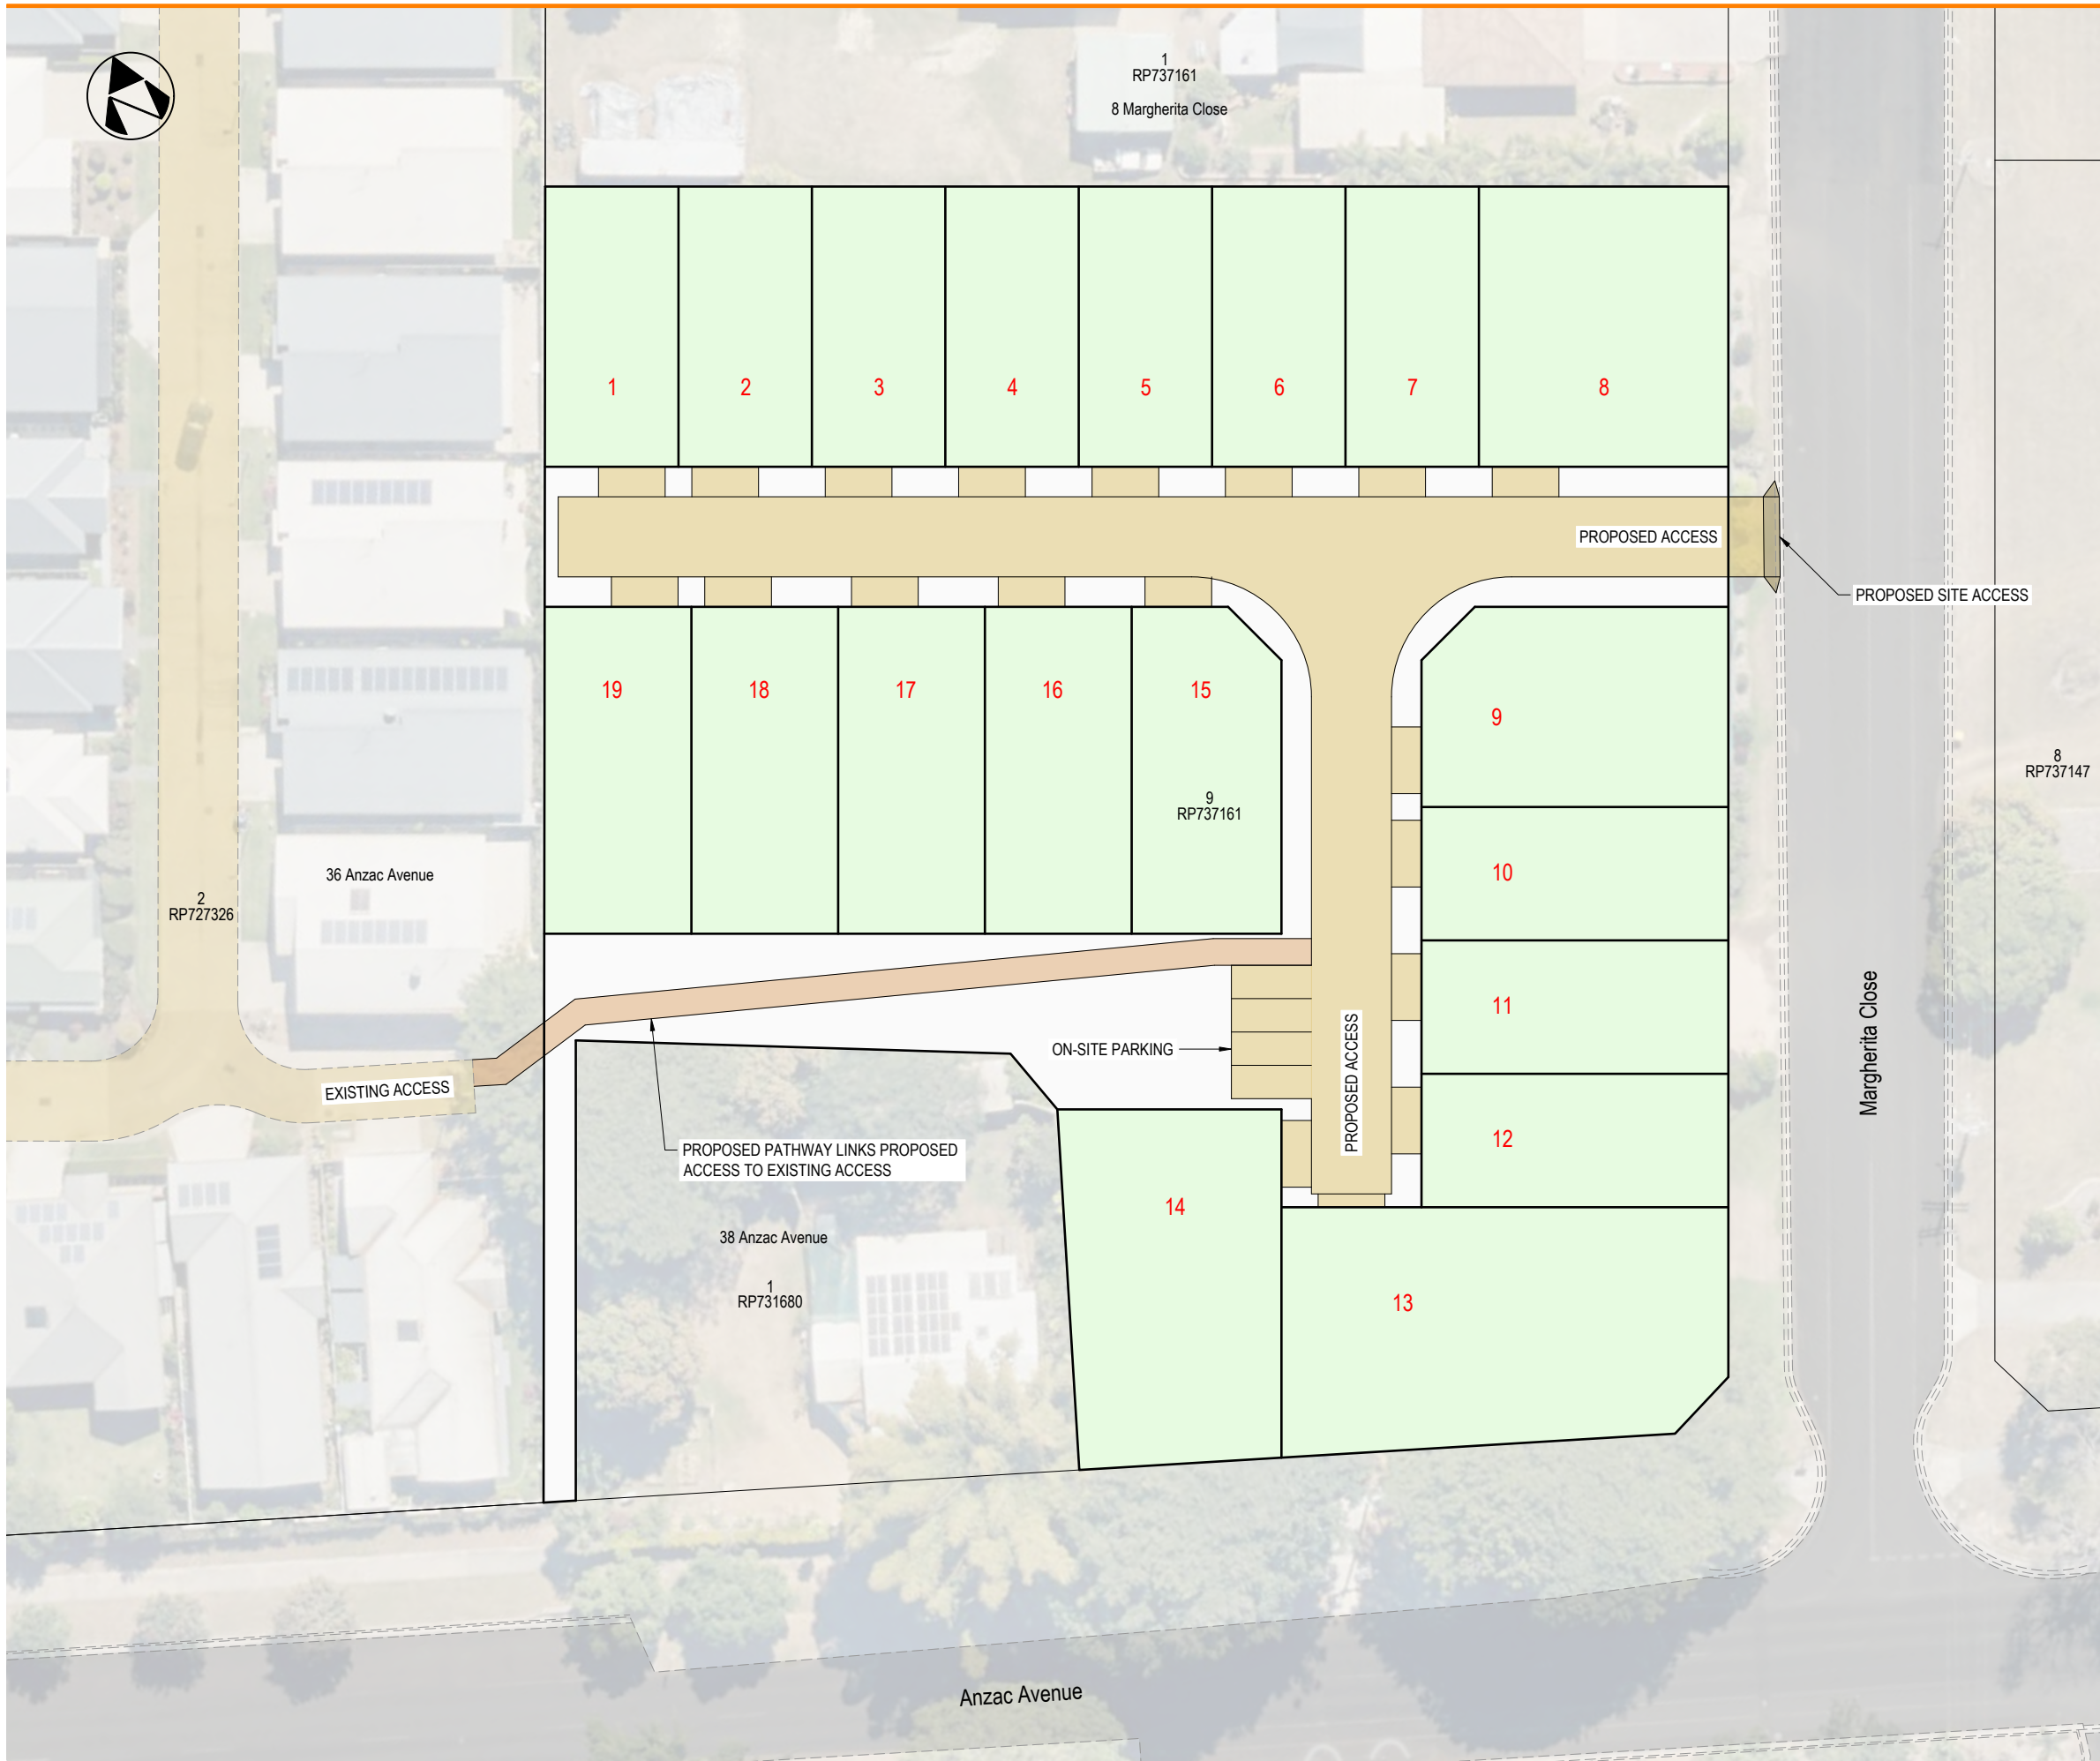 1
RP737161
8 Margherita Close
1
2
3
4
5
6
7
8
PROPOSED ACCESS
PROPOSED SITE ACCESS
19
18
17
16
15
9
9
RP737161
8
RP737147
10
36 Anzac Avenue
2
RP727326
11
Margherita Close
ON-SITE PARKING
PROPOSED ACCESS
EXISTING ACCESS
12
PROPOSED PATHWAY LINKS PROPOSED
ACCESS TO EXISTING ACCESS
14
38 Anzac Avenue
1
RP731680
13
Anzac Avenue